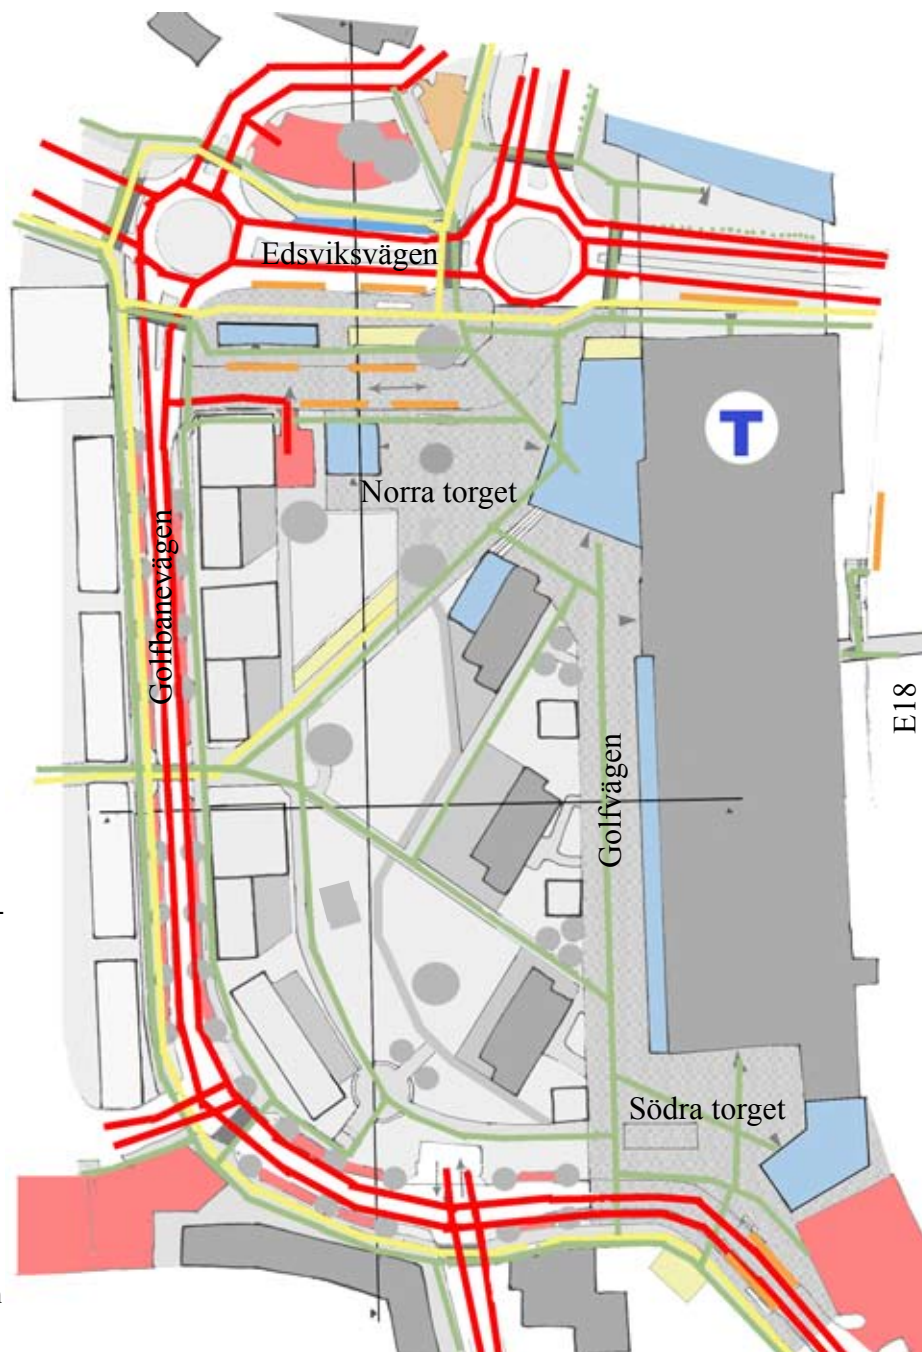 Edsviksvägen
T
Norra torget
Golfbanevägen
E18
Golfvägen
Södra torget